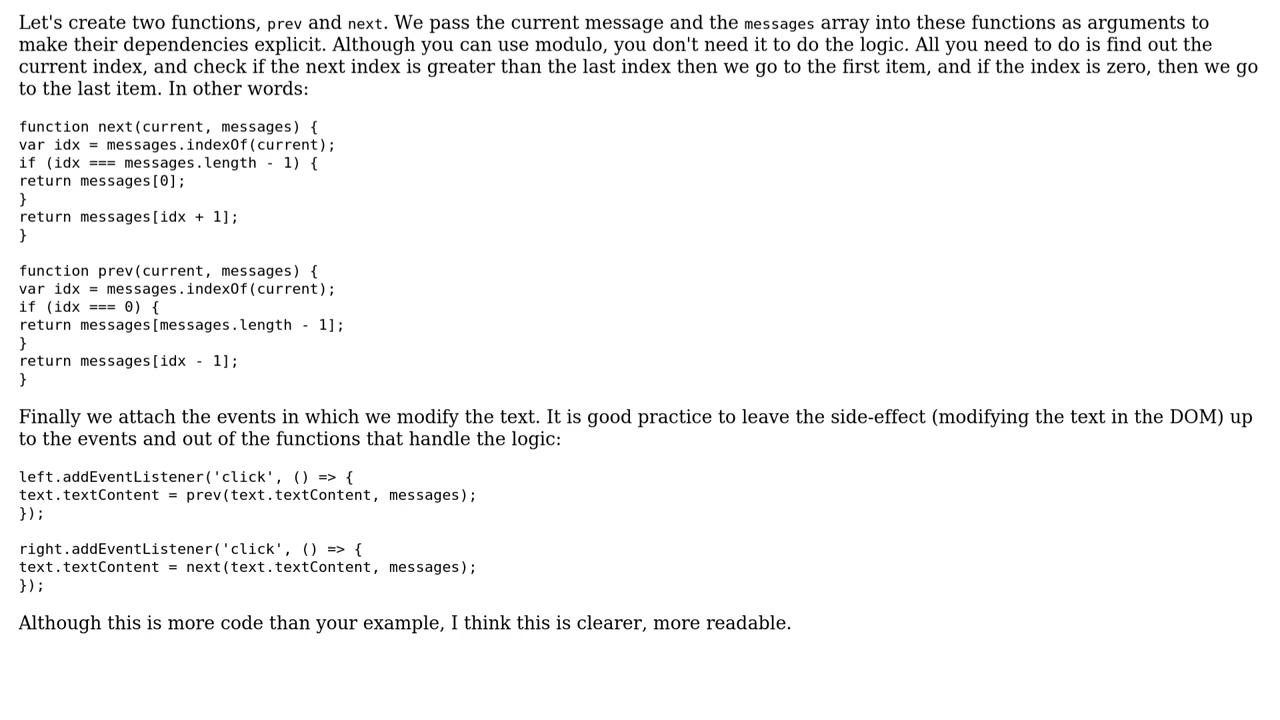 Let's create two functions, prev and next. We pass the current message and the messages array into these functions as arguments to
make their dependencies explicit. Although you can use modulo, you don't need it to do the logic. All you need to do is find out the
current index, and check if the next index is greater than the last index then we go to the first item, and if the index is zero, then we go
to the last item. In other words:
function next(current, messages) {
var idx = messages.indexOf(current);
if (idx === messages.length - 1) {
return messages[0];
}
return messages[idx + 1];
}
function prev(current, messages) {
var idx = messages.indexOf(current);
if (idx === 0) {
return messages[messages.length - 1];
}
return messages[idx - 1];
}
Finally we attach the events in which we modify the text. It is good practice to leave the side-effect (modifying the text in the DOM) up
to the events and out of the functions that handle the logic:
left.addEventListener('click', () => {
text.textContent = prev(text.textContent, messages);
});
right.addEventListener('click', () => {
text.textContent = next(text.textContent, messages);
});
Although this is more code than your example, I think this is clearer, more readable.